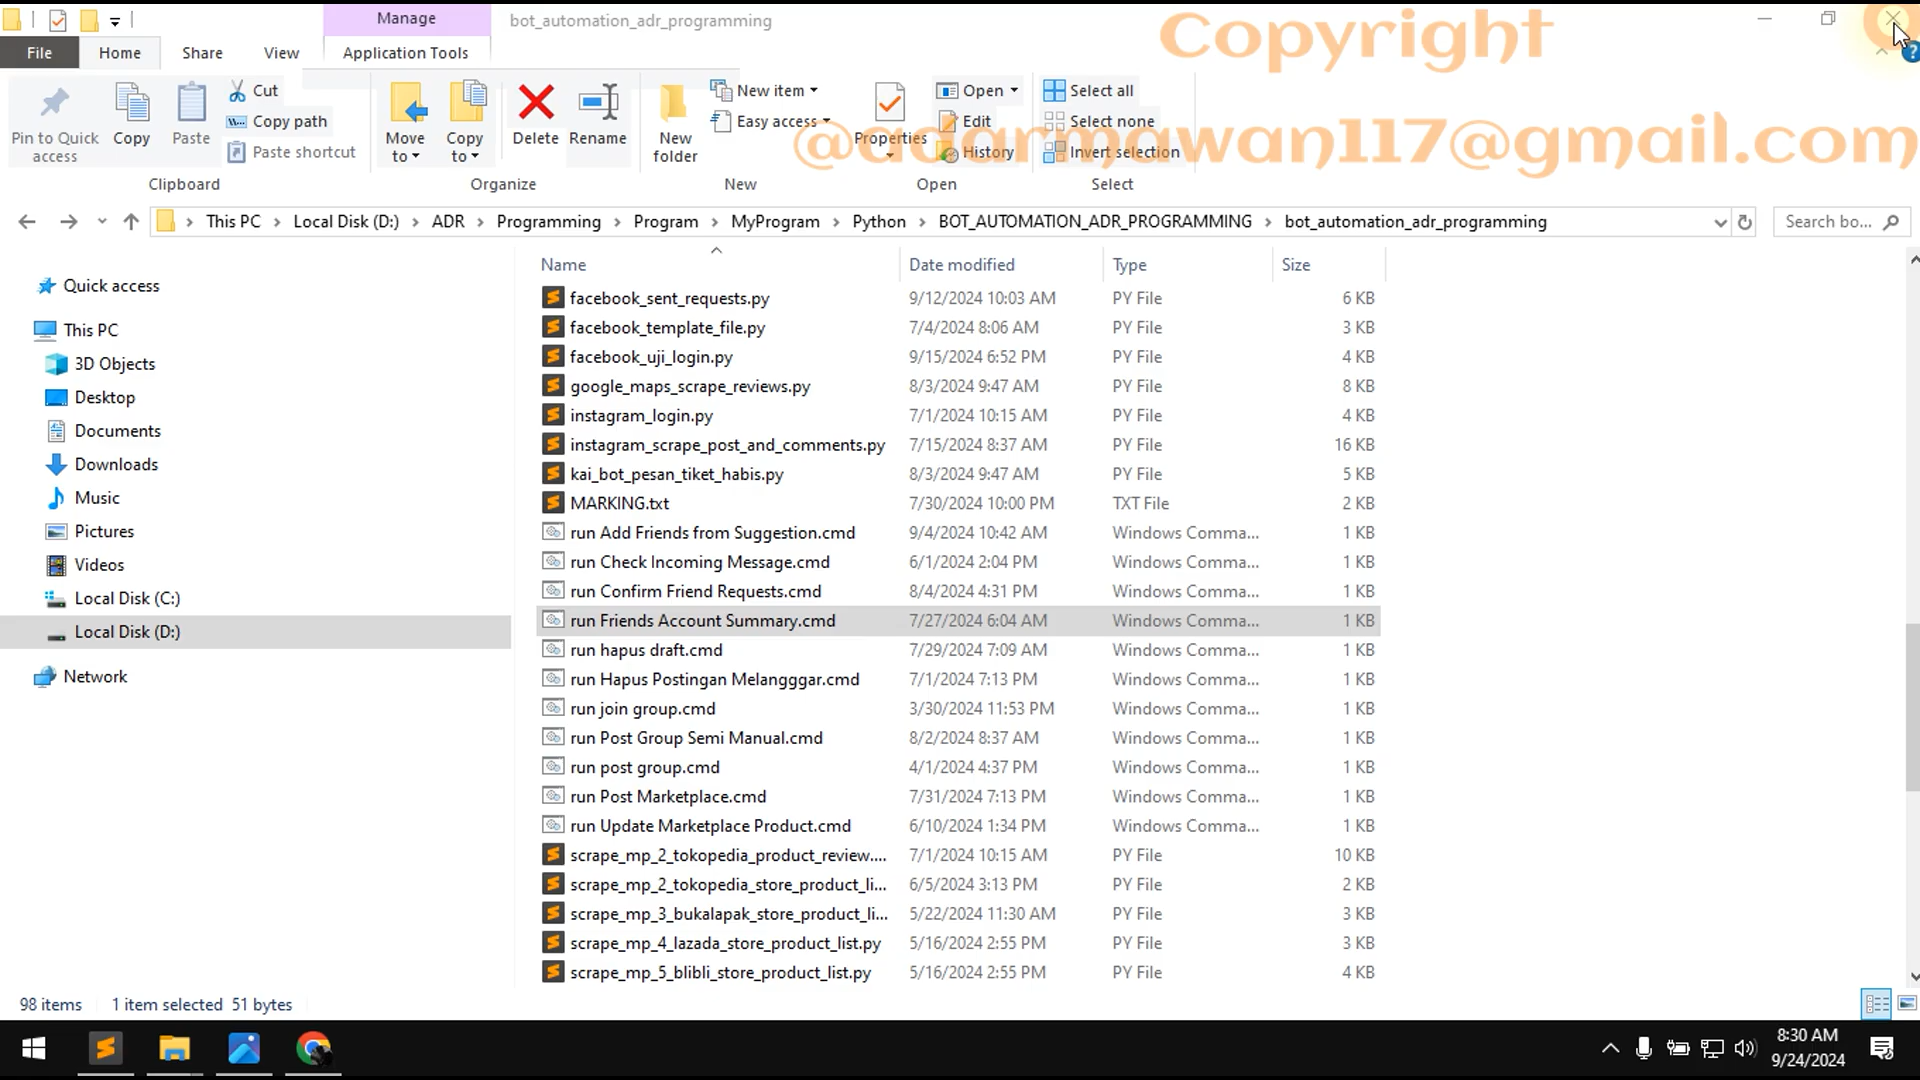 Manage
bot_automation_adr_programming
Copyright
File
Home
Share
View
Application Tools
Pin to Quick access
Copy
Paste
Cut
Copy path
Paste shortcut
Move to
Copy to
Delete
Rename
New folder
New item
Easy access
Properties
Open
Edit
History
Select all
Select none
Invert selection
Clipboard
Organize
New
Open
Select
This PC > Local Disk (D:) > ADR > Programming > Program > MyProgram > Python > BOT_AUTOMATION_ADR_PROGRAMMING > bot_automation_adr_programming
Search bo...
Quick access
This PC
3D Objects
Desktop
Documents
Downloads
Music
Pictures
Videos
Local Disk (C:)
Local Disk (D:)
Network
Name Date modified Type Size
facebook_sent_requests.py 9/12/2024 10:03 AM PY File 6 KB
facebook_template_file.py 7/4/2024 8:06 AM PY File 3 KB
facebook_uji_login.py 9/15/2024 6:52 PM PY File 4 KB
google_maps_scrape_reviews.py 8/3/2024 9:47 AM PY File 8 KB
instagram_login.py 7/1/2024 10:15 AM PY File 4 KB
instagram_scrape_post_and_comments.py 7/15/2024 8:37 AM PY File 16 KB
kai_bot_pesan_tiket_habis.py 8/3/2024 9:47 AM PY File 5 KB
MARKING.txt 7/30/2024 10:00 PM TXT File 2 KB
run Add Friends from Suggestion.cmd 9/4/2024 10:42 AM Windows Comma... 1 KB
run Check Incoming Message.cmd 6/1/2024 2:04 PM Windows Comma... 1 KB
run Confirm Friend Requests.cmd 8/4/2024 4:31 PM Windows Comma... 1 KB
run Friends Account Summary.cmd 7/27/2024 6:04 AM Windows Comma... 1 KB
run hapus draft.cmd 7/29/2024 7:09 AM Windows Comma... 1 KB
run Hapus Postingan Melangggar.cmd 7/1/2024 7:13 PM Windows Comma... 1 KB
run join group.cmd 3/30/2024 11:53 PM Windows Comma... 1 KB
run Post Group Semi Manual.cmd 8/2/2024 8:37 AM Windows Comma... 1 KB
run post group.cmd 4/1/2024 4:37 PM Windows Comma... 1 KB
run Post Marketplace.cmd 7/31/2024 7:13 PM Windows Comma... 1 KB
run Update Marketplace Product.cmd 6/10/2024 1:34 PM Windows Comma... 1 KB
scrape_mp_2_tokopedia_product_review.... 7/1/2024 10:15 AM PY File 10 KB
scrape_mp_2_tokopedia_store_product_li... 6/5/2024 3:13 PM PY File 2 KB
scrape_mp_3_bukalapak_store_product_li... 5/22/2024 11:30 AM PY File 3 KB
scrape_mp_4_lazada_store_product_list.py 5/16/2024 2:55 PM PY File 3 KB
scrape_mp_5_blibli_store_product_list.py 5/16/2024 2:55 PM PY File 4 KB
98 items 1 item selected 51 bytes
8:30 AM
9/24/2024